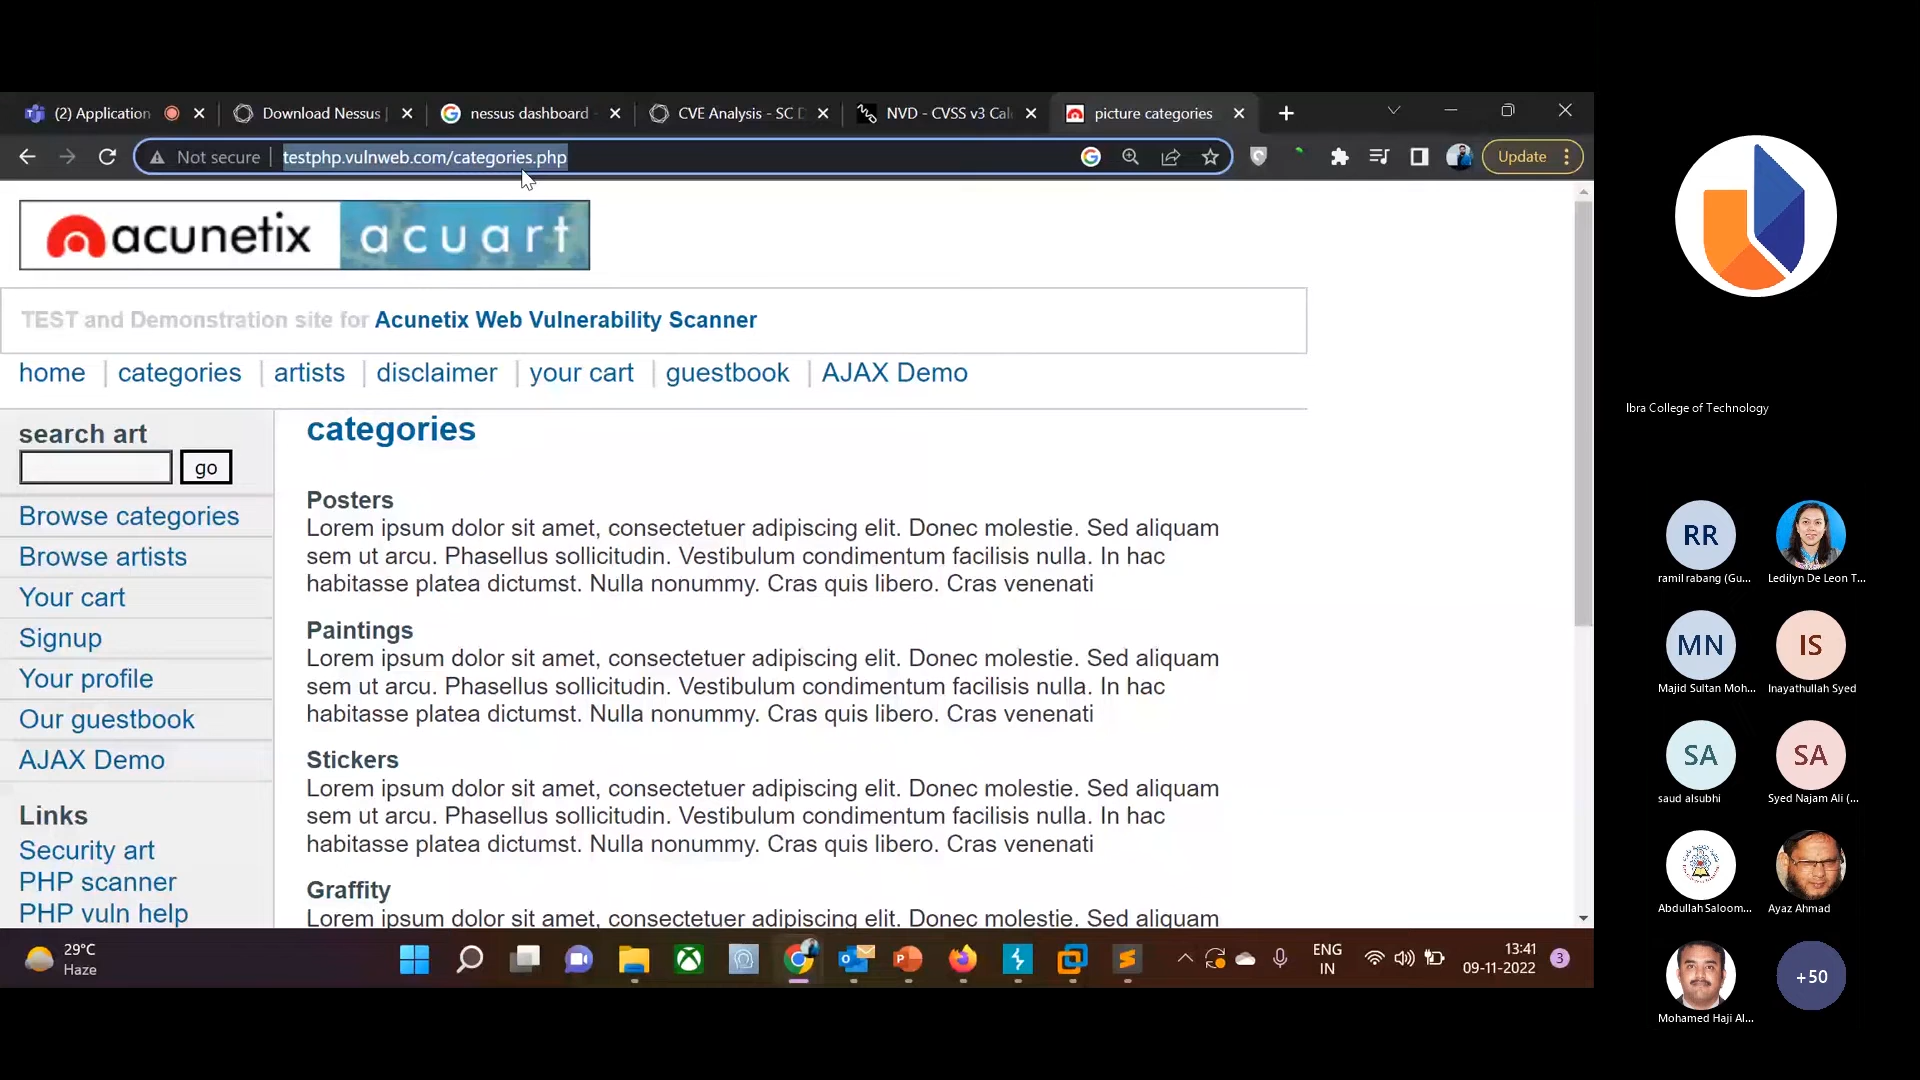 (2) Application
Download Nessus |
nessus dashboard -
CVE Analysis - SC D
NVD - CVSS v3 Cal
picture categories
Not secure
testphp.vulnweb.com/categories.php
Update
acunetix
acuart
TEST and Demonstration site for Acunetix Web Vulnerability Scanner
home | categories | artists | disclaimer | your cart | guestbook | AJAX Demo
search art
go
Browse categories
Browse artists
Your cart
Signup
Your profile
Our guestbook
AJAX Demo
Links
Security art
PHP scanner
PHP vuln help
categories
Posters
Lorem ipsum dolor sit amet, consectetuer adipiscing elit. Donec molestie. Sed aliquam
sem ut arcu. Phasellus sollicitudin. Vestibulum condimentum facilisis nulla. In hac
habitasse platea dictumst. Nulla nonummy. Cras quis libero. Cras venenati
Paintings
Lorem ipsum dolor sit amet, consectetuer adipiscing elit. Donec molestie. Sed aliquam
sem ut arcu. Phasellus sollicitudin. Vestibulum condimentum facilisis nulla. In hac
habitasse platea dictumst. Nulla nonummy. Cras quis libero. Cras venenati
Stickers
Lorem ipsum dolor sit amet, consectetuer adipiscing elit. Donec molestie. Sed aliquam
sem ut arcu. Phasellus sollicitudin. Vestibulum condimentum facilisis nulla. In hac
habitasse platea dictumst. Nulla nonummy. Cras quis libero. Cras venenati
Graffity
Lorem ipsum dolor sit amet, consectetuer adipiscing elit. Donec molestie. Sed aliquam
29°C
Haze
ENG
IN
13:41
09-11-2022
3
Ibra College of Technology
RR
ramil rabang (Gu...
Ledilyn De Leon T...
MN
Majid Sultan Moh...
IS
Inayathullah Syed
SA
saud alsubhi
SA
Syed Najam Ali (...
Abdullah Saloom...
Ayaz Ahmad
Mohamed Haji Al...
+50